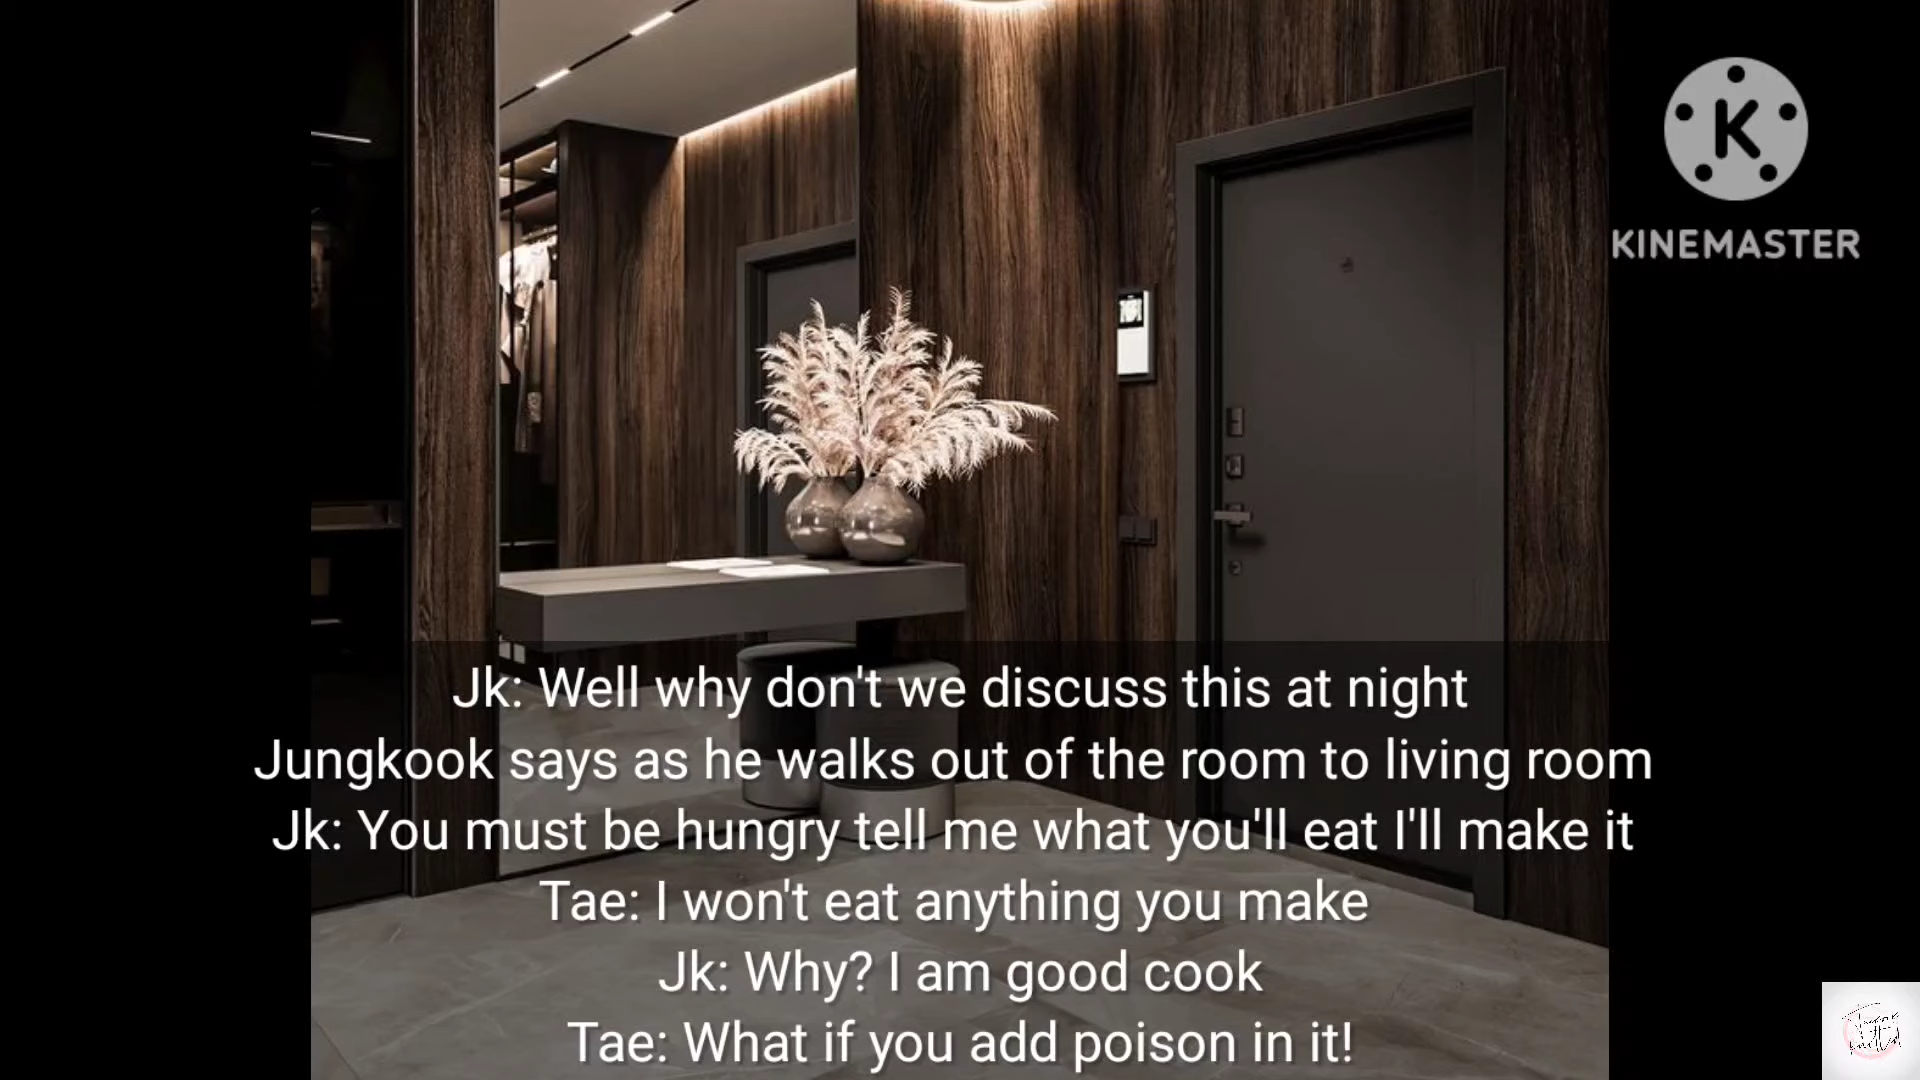 K
KINEMASTER
Jk: Well why don't we discuss this at night
Jungkook says as he walks out of the room to living room
Jk: You must be hungry tell me what you'll eat I'll make it
Tae: I won't eat anything you make
Jk: Why? I am good cook
Tae: What if you add poison in it!